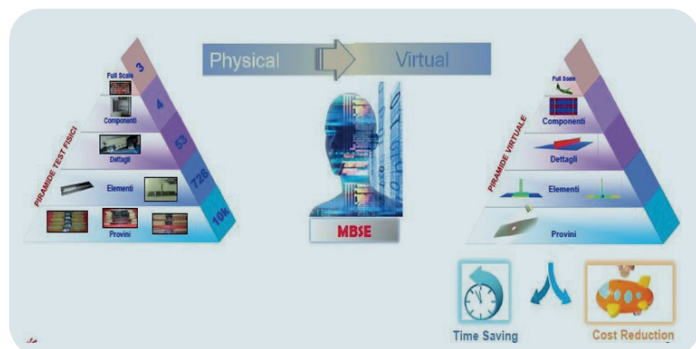 Physical
Virtual
PIRAMIDE TEST FISICI
Full Scale
3
Componenti
4
Dettagli
53
Elementi
726
Provini
10k
MBSE
PIRAMIDE VIRTUALE
Full Scale
Componenti
Dettagli
Elementi
Provini
Time Saving
Cost Reduction